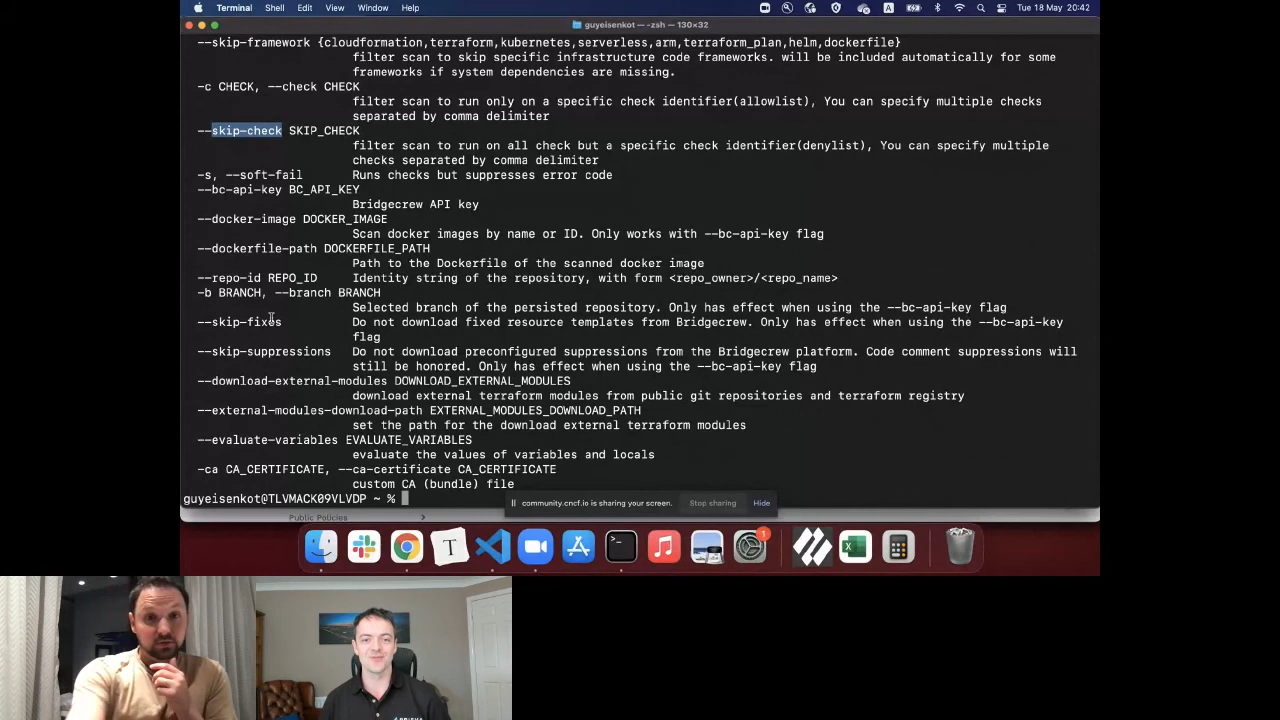 Terminal Shell Edit View Window Help A Tue 18 May 20:42
guyeisenkot — -zsh — 130×32
--skip-framework {cloudformation,terraform,kubernetes,serverless,arm,terraform_plan,helm,dockerfile}
filter scan to skip specific infrastructure code frameworks. will be included automatically for some
frameworks if system dependencies are missing.
-c CHECK, --check CHECK
filter scan to run only on a specific check identifier(allowlist), You can specify multiple checks
separated by comma delimiter
--skip-check SKIP_CHECK
filter scan to run on all check but a specific check identifier(denylist), You can specify multiple
checks separated by comma delimiter
-s, --soft-fail Runs checks but suppresses error code
--bc-api-key BC_API_KEY
Bridgecrew API key
--docker-image DOCKER_IMAGE
Scan docker images by name or ID. Only works with --bc-api-key flag
--dockerfile-path DOCKERFILE_PATH
Path to the Dockerfile of the scanned docker image
--repo-id REPO_ID Identity string of the repository, with form <repo_owner>/<repo_name>
-b BRANCH, --branch BRANCH
Selected branch of the persisted repository. Only has effect when using the --bc-api-key flag
--skip-fixes Do not download fixed resource templates from Bridgecrew. Only has effect when using the --bc-api-key
flag
--skip-suppressions Do not download preconfigured suppressions from the Bridgecrew platform. Code comment suppressions will
still be honored. Only has effect when using the --bc-api-key flag
--download-external-modules DOWNLOAD_EXTERNAL_MODULES
download external terraform modules from public git repositories and terraform registry
--external-modules-download-path EXTERNAL_MODULES_DOWNLOAD_PATH
set the path for the download external terraform modules
--evaluate-variables EVALUATE_VARIABLES
evaluate the values of variables and locals
-ca CA_CERTIFICATE, --ca-certificate CA_CERTIFICATE
custom CA (bundle) file
guyeisenkot@TLVMACK09VLVDP ~ %
community.cncf.io is sharing your screen. Stop sharing Hide
Public Policies
T
1